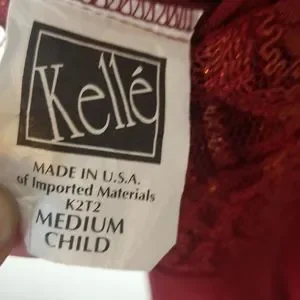 Kellé
MADE IN U.S.A.
of Imported Materials
K2T2
MEDIUM
CHILD